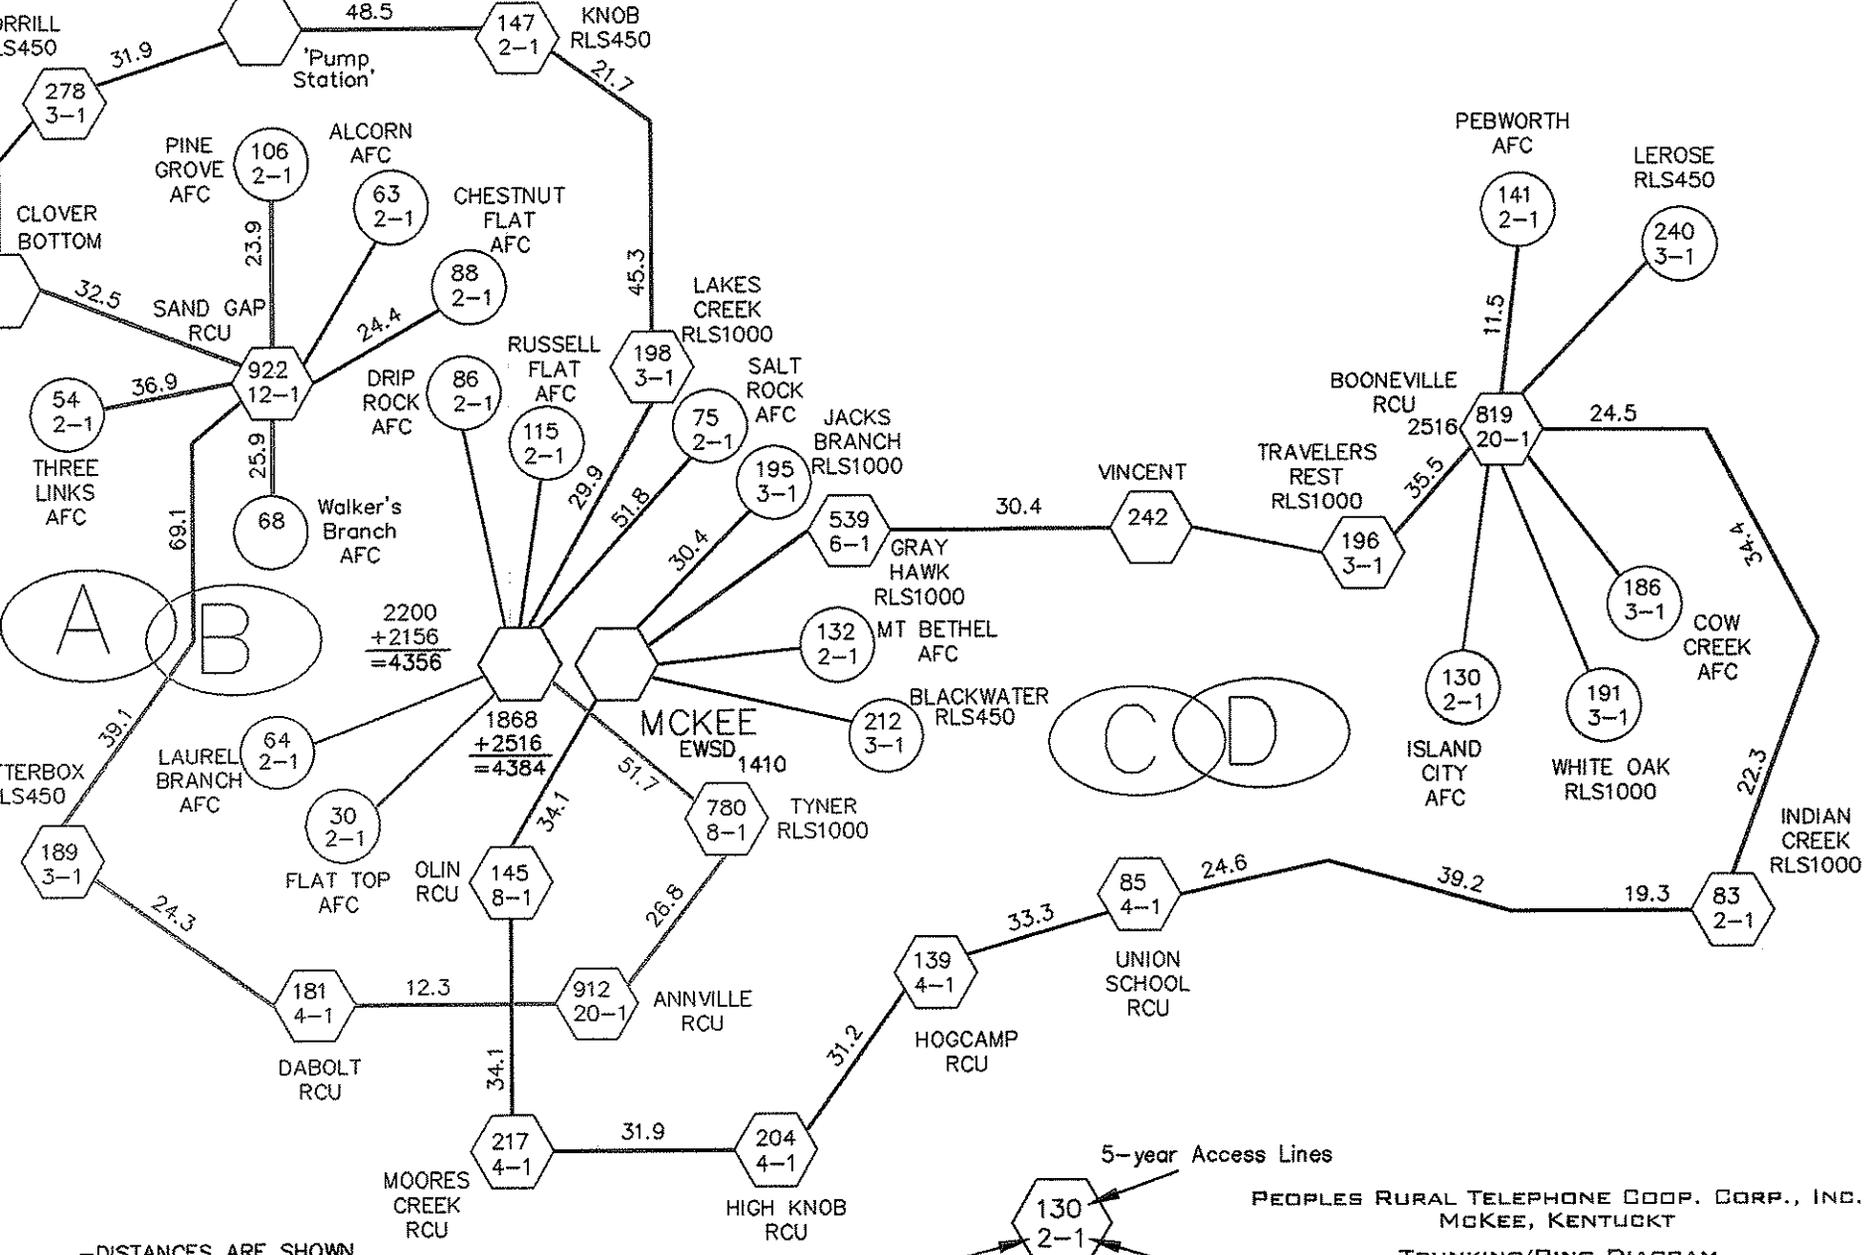 48.5
147
2-1
KNOB
RLS450
31.9
'Pump
Station'
21.7
278
3-1
PINE
GROVE
AFC
106
2-1
ALCORN
AFC
63
2-1
CHESTNUT
FLAT
AFC
88
2-1
CLOVER
BOTTOM
23.9
32.5
SAND GAP
RCU
24.4
922
12-1
54
2-1
36.9
THREE
LINKS
AFC
25.9
68
Walker's
Branch
AFC
69.1
45.3
LAKES
CREEK
RLS1000
198
3-1
DRIP
ROCK
AFC
86
2-1
RUSSELL
FLAT
AFC
115
2-1
SALT
ROCK
AFC
75
2-1
JACKS
BRANCH
RLS1000
195
3-1
29.9
51.8
30.4
539
6-1
GRAY
HAWK
RLS1000
30.4
VINCENT
242
TRAVELERS
REST
RLS1000
196
3-1
35.5
PEBWORTH
AFC
141
2-1
LEROSE
RLS450
240
3-1
11.5
BOONEVILLE
RCU
2516
819
20-1
24.5
34.4
22.3
186
3-1
COW
CREEK
AFC
130
2-1
ISLAND
CITY
AFC
191
3-1
WHITE OAK
RLS1000
A
B
2200
+2156
=4356
132
2-1
MT BETHEL
AFC
BLACKWATER
RLS450
212
3-1
C
D
1868
+2516
=4384
MCKEE
EWSD
1410
39.1
LAUREL
BRANCH
AFC
64
2-1
30
2-1
FLAT TOP
AFC
51.7
780
8-1
TYNER
RLS1000
34.1
OLIN
RCU
145
8-1
26.8
TTERBOX
LS450
189
3-1
24.3
181
4-1
DABOLT
RCU
12.3
912
20-1
ANNVILLE
RCU
34.1
217
4-1
MOORES
CREEK
RCU
31.9
204
4-1
HIGH KNOB
RCU
31.2
139
4-1
HOGCAMP
RCU
33.3
85
4-1
UNION
SCHOOL
RCU
24.6
39.2
19.3
83
2-1
INDIAN
CREEK
RLS1000
5-year Access Lines
130
2-1
PEOPLES RURAL TELEPHONE COOP. CORP., INC.
MCKEE, KENTUCKT
TRUNKING/RING DIAGRAM
-DISTANCES ARE SHOWN